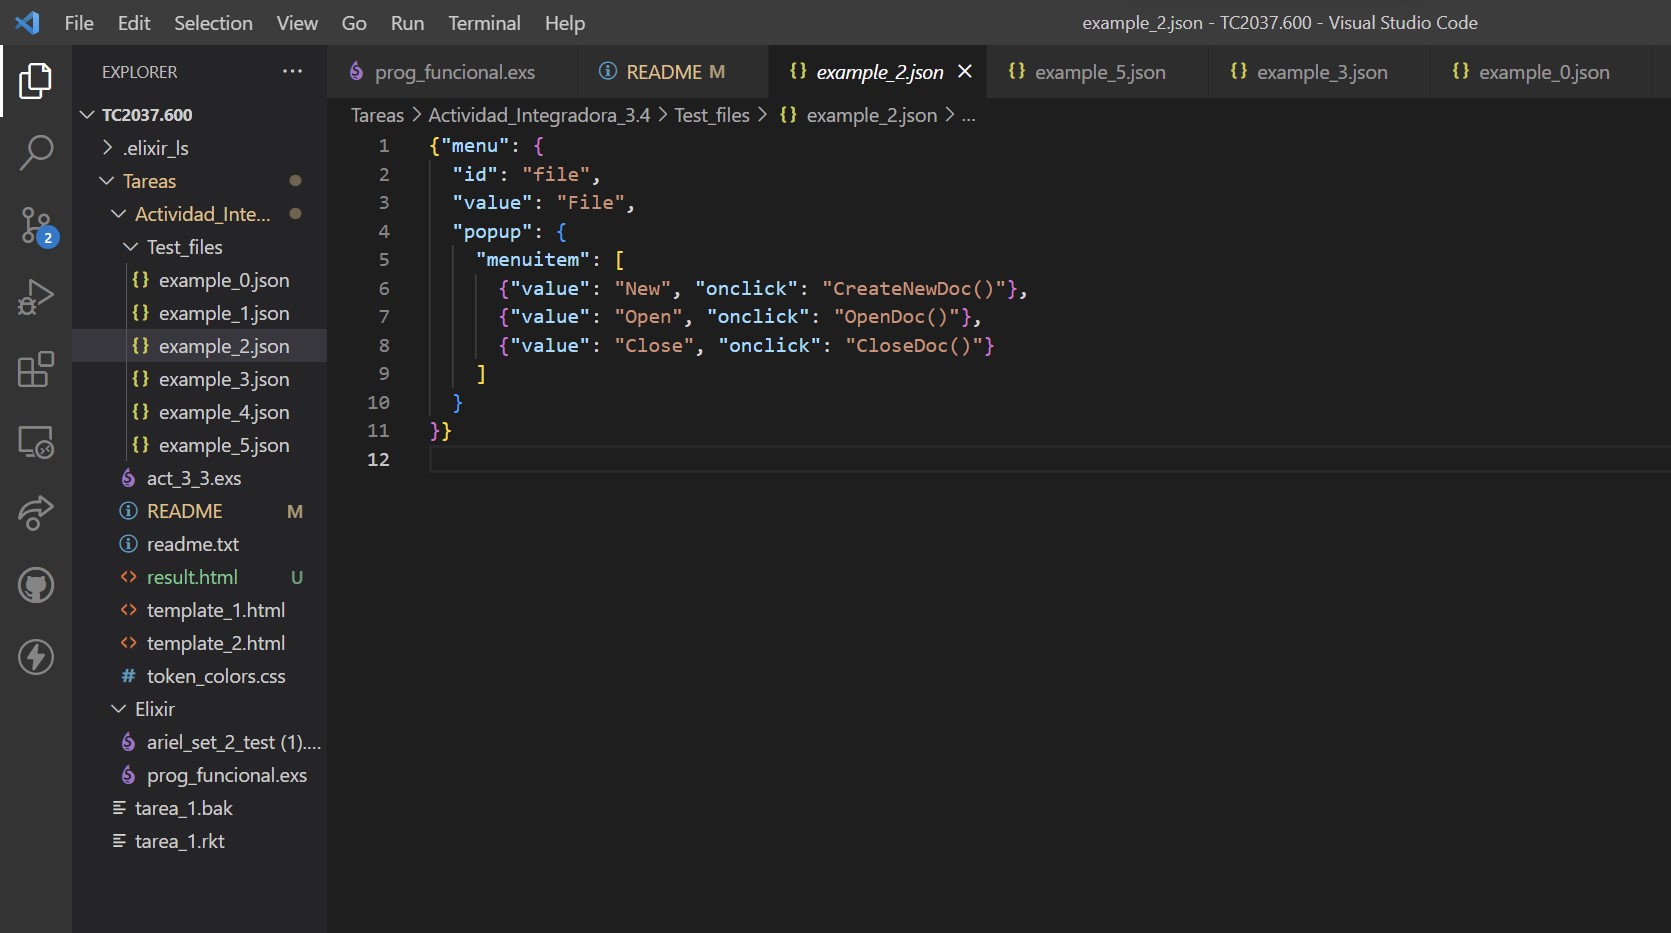 File Edit Selection View Go Run Terminal Help example_2.json - TC2037.600 - Visual Studio Code
EXPLORER ...
TC2037.600
.elixir_ls
Tareas
Actividad_Inte...
Test_files
example_0.json
example_1.json
example_2.json
example_3.json
example_4.json
example_5.json
act_3_3.exs
README M
readme.txt
result.html U
template_1.html
template_2.html
token_colors.css
Elixir
ariel_set_2_test (1)....
prog_funcional.exs
tarea_1.bak
tarea_1.rkt
2
prog_funcional.exs README M example_2.json example_5.json example_3.json example_0.json
Tareas > Actividad_Integradora_3.4 > Test_files > {} example_2.json > ...
1 {"menu": {
2   "id": "file",
3   "value": "File",
4   "popup": {
5     "menuitem": [
6       {"value": "New", "onclick": "CreateNewDoc()"},
7       {"value": "Open", "onclick": "OpenDoc()"},
8       {"value": "Close", "onclick": "CloseDoc()"}
9     ]
10   }
11 }}
12